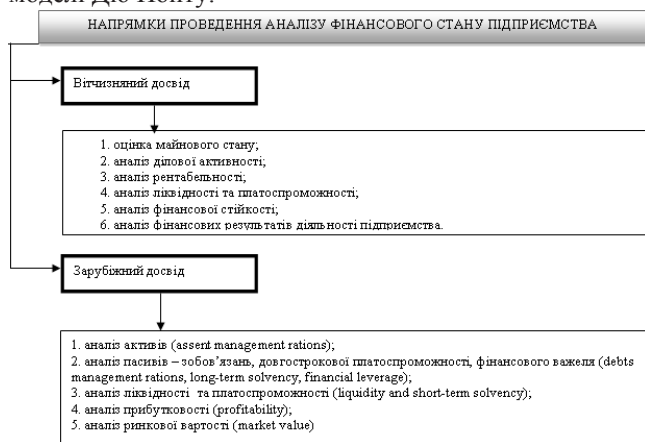 моделі Дю Понту.
НАПРЯМКИ ПРОВЕДЕННЯ АНАЛІЗУ ФІНАНСОВОГО СТАНУ ПІДПРИЄМСТВА
Вітчизняний досвід
1. оцінка майнового стану;
2. аналіз ділової активності;
3. аналіз рентабельності;
4. аналіз ліквідності та платоспроможності;
5. аналіз фінансової стійкості;
6. аналіз фінансових результатів діяльності підприємства.
Зарубіжний досвід
1. аналіз активів (assent management rations);
2. аналіз пасивів – зобов’язань, довгострокової платоспроможності, фінансового важеля (debts
management rations, long-term solvency, financial leverage);
3. аналіз ліквідності та платоспроможності (liquidity and short-term solvency);
4. аналіз прибутковості (profitability);
5. аналіз ринкової вартості (market value)